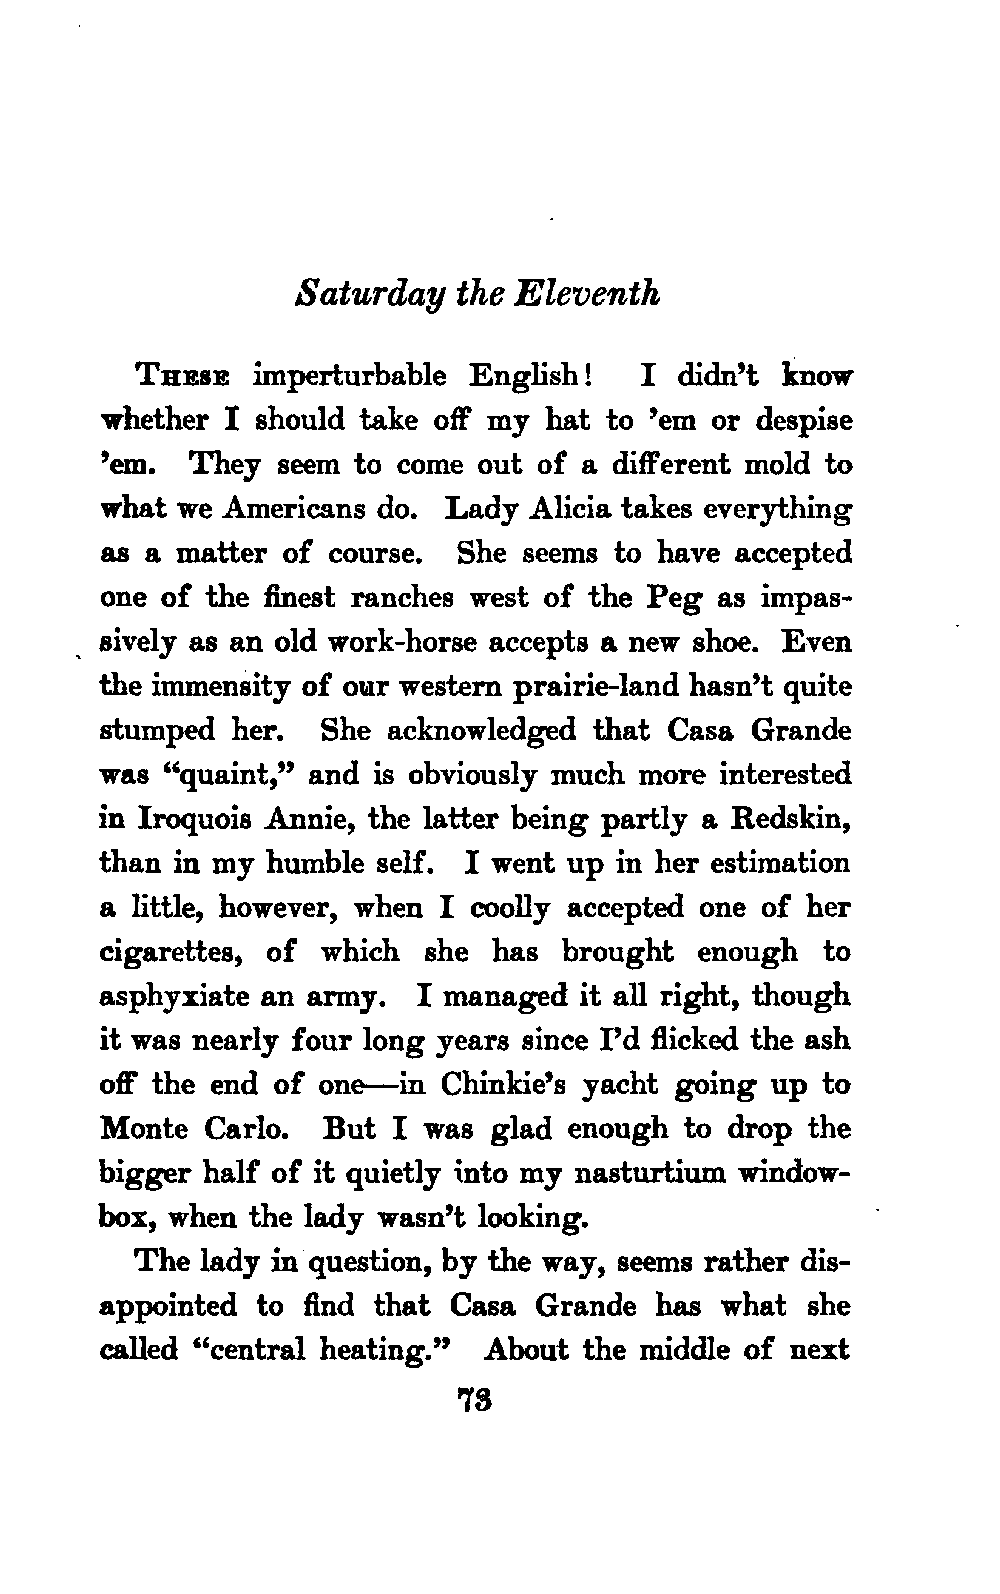 Saturday the Eleventh
THESE imperturbable English! I didn't know
whether I should take off my hat to 'em or despise
'em. They seem to come out of a different mold to
what we Americans do. Lady Alicia takes everything
as a matter of course. She seems to have accepted
one of the finest ranches west of the Peg as impas-
sively as an old work-horse accepts a new shoe. Even
the immensity of our western prairie-land hasn't quite
stumped her. She acknowledged that Casa Grande
was “quaint,” and is obviously much more interested
in Iroquois Annie, the latter being partly a Redskin,
than in my humble self. I went up in her estimation
a little, however, when I coolly accepted one of her
cigarettes, of which she has brought enough to
asphyxiate an army. I managed it all right, though
it was nearly four long years since I'd flicked the ash
off the end of one—in Chinkie's yacht going up to
Monte Carlo. But I was glad enough to drop the
bigger half of it quietly into my nasturtium window-
box, when the lady wasn't looking.
The lady in question, by the way, seems rather dis-
appointed to find that Casa Grande has what she
called “central heating.” About the middle of next
73